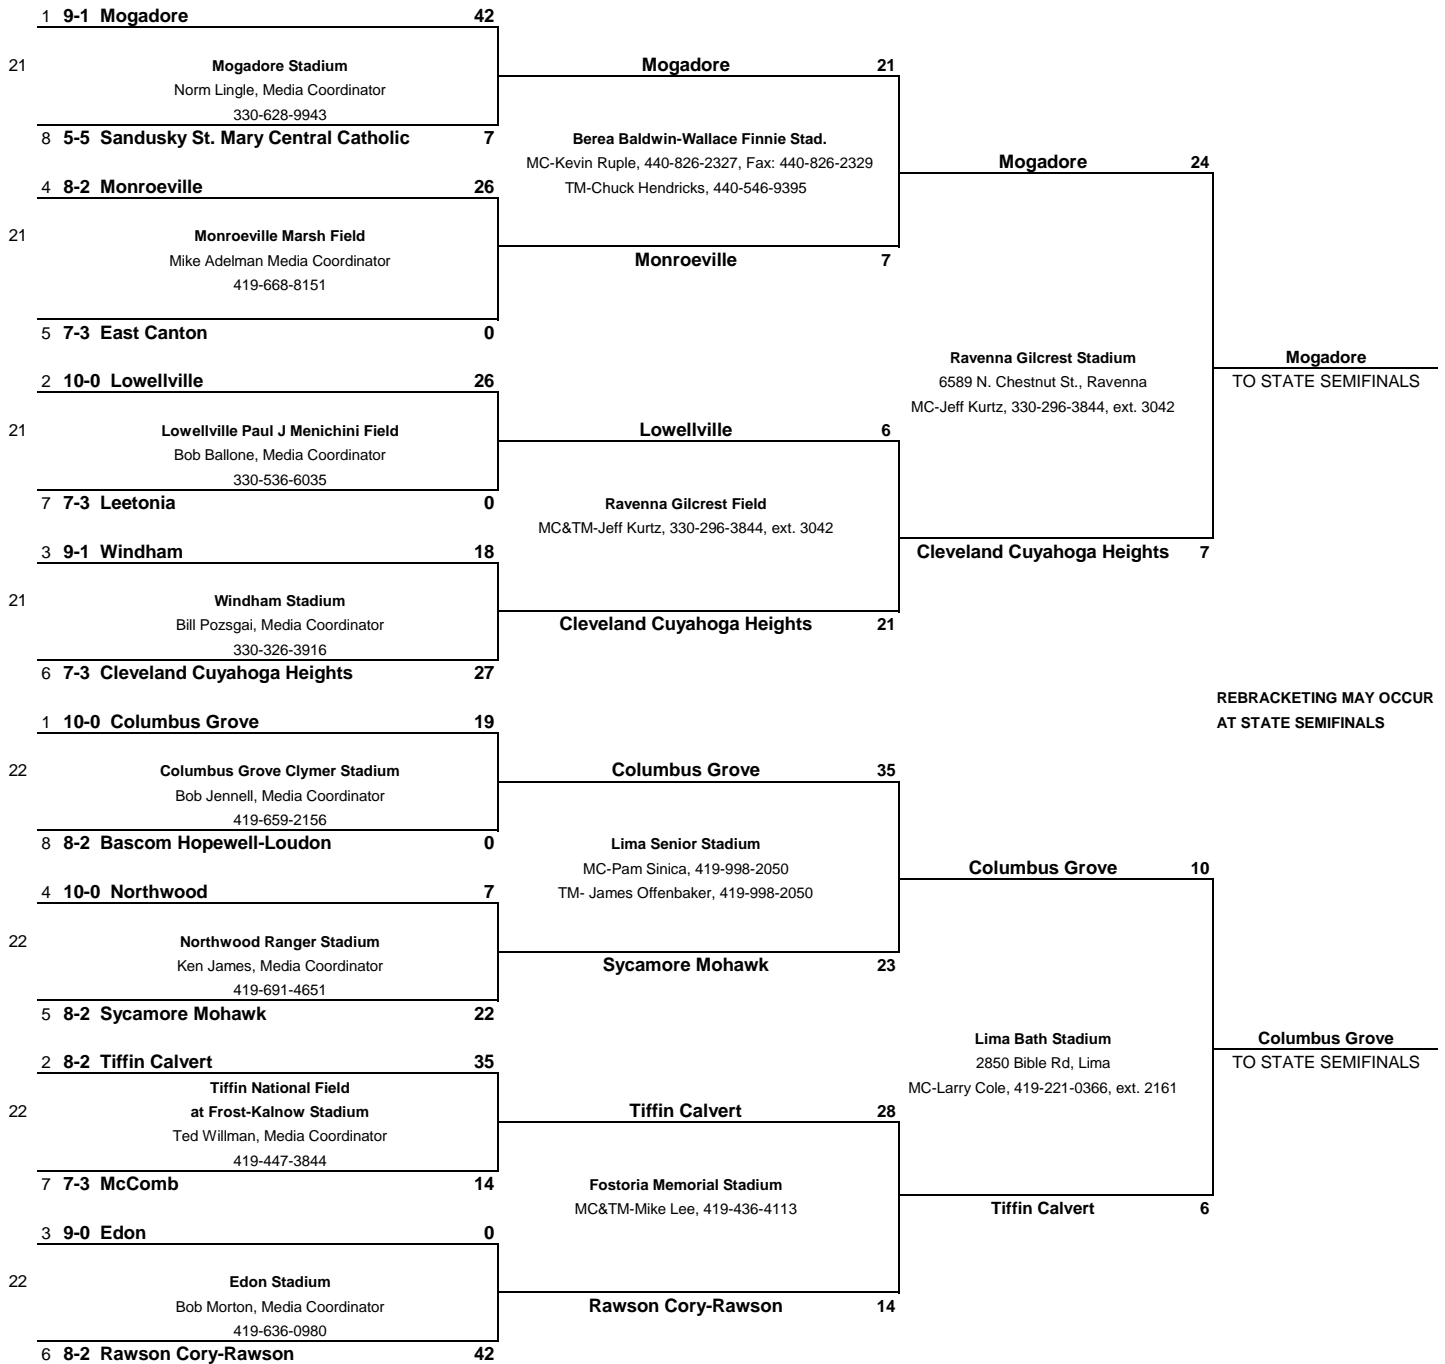 1 9-1 Mogadore 42
21
Mogadore Stadium
Norm Lingle, Media Coordinator
330-628-9943
8 5-5 Sandusky St. Mary Central Catholic 7
4 8-2 Monroeville 26
21
Monroeville Marsh Field
Mike Adelman Media Coordinator
419-668-8151
5 7-3 East Canton 0
2 10-0 Lowellville 26
21
Lowellville Paul J Menichini Field
Bob Ballone, Media Coordinator
330-536-6035
7 7-3 Leetonia 0
3 9-1 Windham 18
21
Windham Stadium
Bill Pozsgai, Media Coordinator
330-326-3916
6 7-3 Cleveland Cuyahoga Heights 27
1 10-0 Columbus Grove 19
22
Columbus Grove Clymer Stadium
Bob Jennell, Media Coordinator
419-659-2156
8 8-2 Bascom Hopewell-Loudon 0
4 10-0 Northwood 7
22
Northwood Ranger Stadium
Ken James, Media Coordinator
419-691-4651
5 8-2 Sycamore Mohawk 22
2 8-2 Tiffin Calvert 35
22
Tiffin National Field
at Frost-Kalnow Stadium
Ted Willman, Media Coordinator
419-447-3844
7 7-3 McComb 14
3 9-0 Edon 0
22
Edon Stadium
Bob Morton, Media Coordinator
419-636-0980
6 8-2 Rawson Cory-Rawson 42
Mogadore 21
Berea Baldwin-Wallace Finnie Stad.
MC-Kevin Ruple, 440-826-2327, Fax: 440-826-2329
TM-Chuck Hendricks, 440-546-9395
Monroeville 7
Lowellville 6
Ravenna Gilcrest Field
MC&TM-Jeff Kurtz, 330-296-3844, ext. 3042
Cleveland Cuyahoga Heights 21
Columbus Grove 35
Lima Senior Stadium
MC-Pam Sinica, 419-998-2050
TM- James Offenbaker, 419-998-2050
Sycamore Mohawk 23
Tiffin Calvert 28
Fostoria Memorial Stadium
MC&TM-Mike Lee, 419-436-4113
Rawson Cory-Rawson 14
Mogadore 24
Ravenna Gilcrest Stadium
6589 N. Chestnut St., Ravenna
MC-Jeff Kurtz, 330-296-3844, ext. 3042
Cleveland Cuyahoga Heights 7
Columbus Grove 10
Lima Bath Stadium
2850 Bible Rd, Lima
MC-Larry Cole, 419-221-0366, ext. 2161
Tiffin Calvert 6
Mogadore
TO STATE SEMIFINALS
REBRACKETING MAY OCCUR
AT STATE SEMIFINALS
Columbus Grove
TO STATE SEMIFINALS